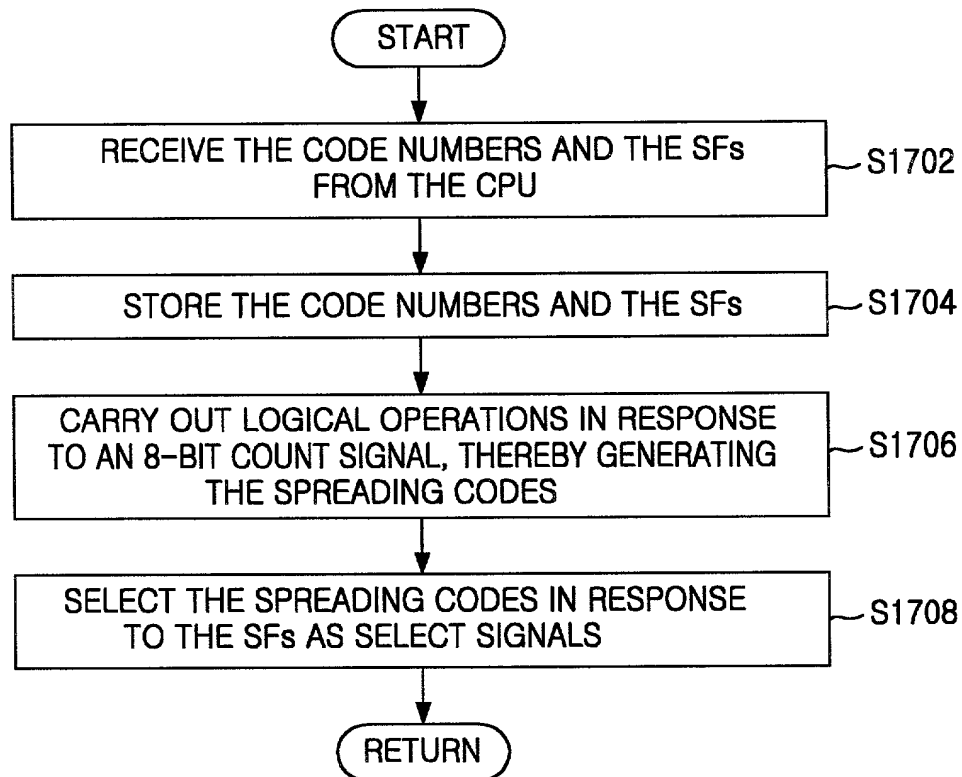 START
RECEIVE THE CODE NUMBERS AND THE SFs
FROM THE CPU
S1702
STORE THE CODE NUMBERS AND THE SFs
S1704
CARRY OUT LOGICAL OPERATIONS IN RESPONSE
TO AN 8-BIT COUNT SIGNAL, THEREBY GENERATING
THE SPREADING CODES
S1706
SELECT THE SPREADING CODES IN RESPONSE
TO THE SFs AS SELECT SIGNALS
S1708
RETURN